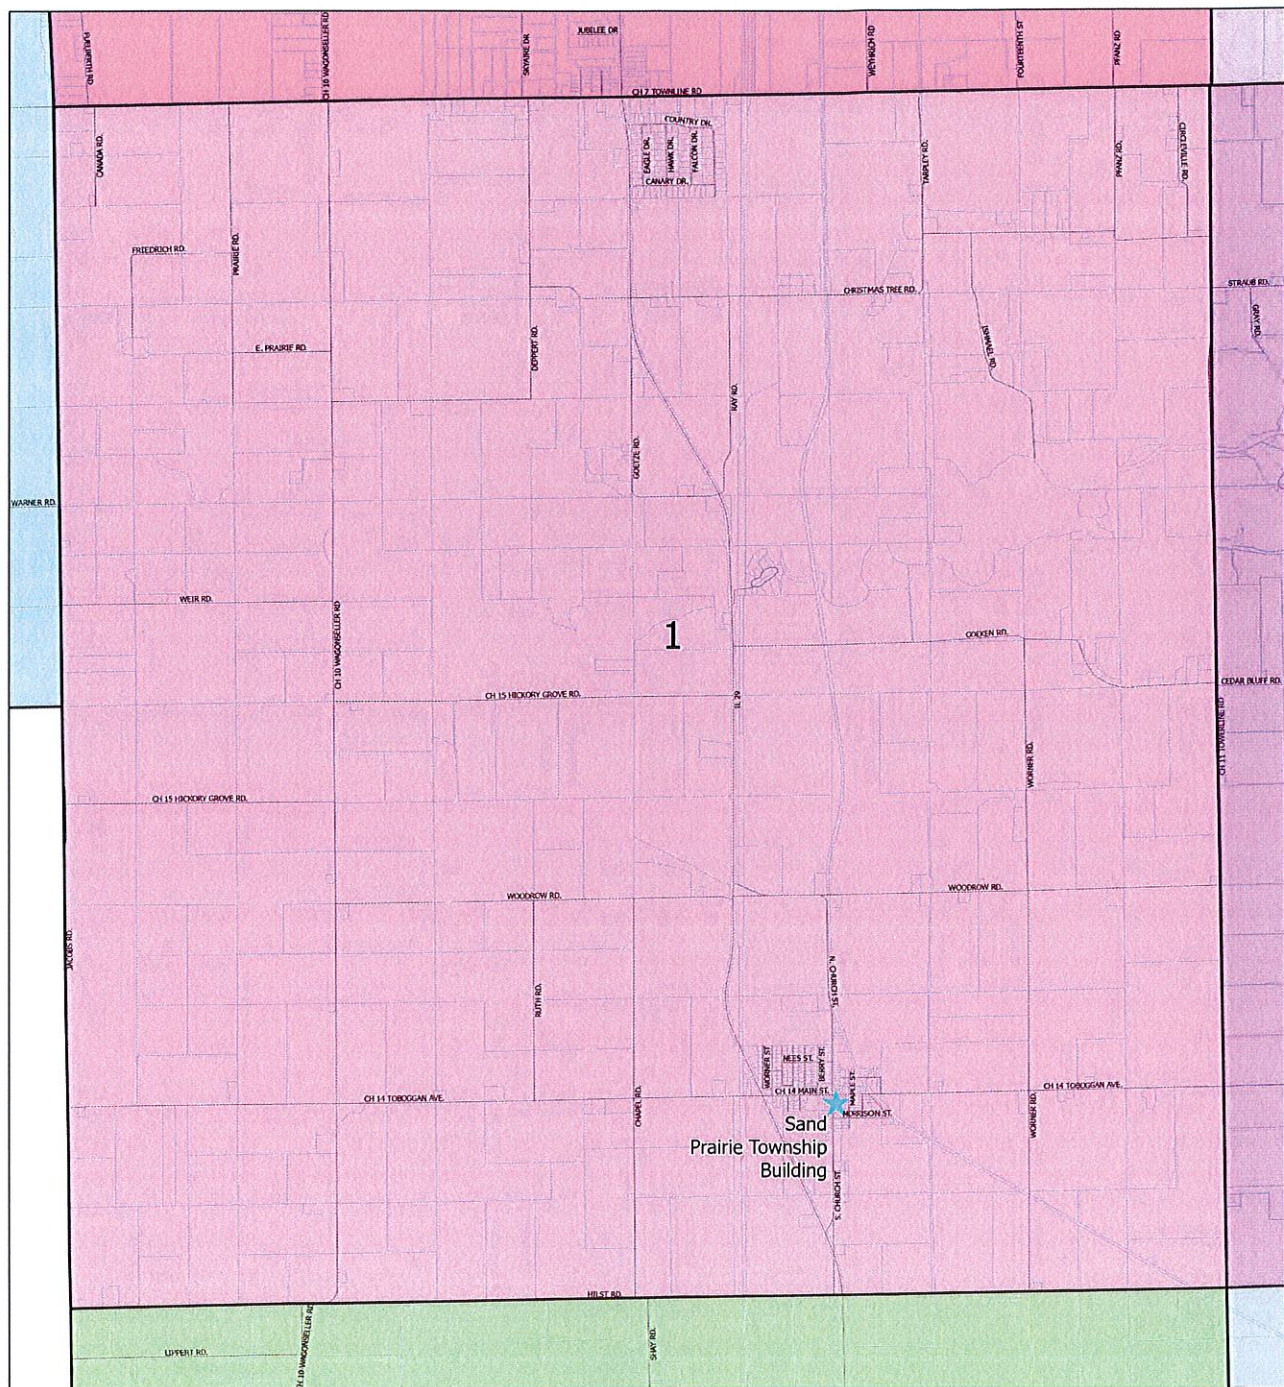 JUBILEE DR
CH 10 WAGONSELLER RD
SKYAIRE DR
WEYHRICH RD
FOURTEENTH ST
PFANZ RD
CH 7 TOWNLINE RD
COUNTRY DR.
CANADA RD.
EAGLE DR.
HAWK DR.
FALCON DR.
TARPLEY RD.
PFANZ RD.
CIRCLEVILLE RD.
CANARY DR.
FRIEDRICH RD.
PRAIRIE RD.
CHRISTMAS TREE RD.
STRAUB RD.
GRAY RD.
E. PRAIRIE RD.
DEPPERT RD.
ISHMAEL RD.
RAY RD.
GOETZE RD.
WARNER RD.
WEIR RD.
CH 10 WAGONSELLER RD
1
GOEKEN RD.
CH 15 HICKORY GROVE RD.
IL 29
CEDAR BLUFF RD.
CH 11 TOWERLINE RD
WORNER RD.
CH 15 HICKORY GROVE RD.
WOODROW RD.
WOODROW RD.
JACOBS RD.
RUTH RD.
N. CHURCH ST.
WORNER ST
NEES ST.
BERRY ST.
MAPLE ST.
CH 14 TOBOGGAN AVE.
CHAPEL RD.
CH 14 MAIN ST.
CH 14 TOBOGGAN AVE.
MORRISON ST.
WORNER RD.
Sand
Prairie Township
Building
S. CHURCH ST.
HILST RD.
LIPPERT RD.
CH 10 WAGONSELLER RD
SHAY RD.